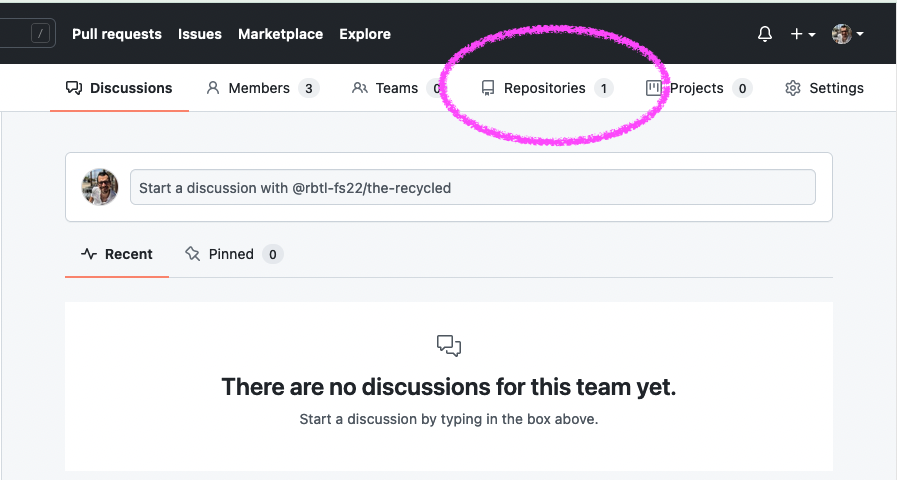 / Pull requests Issues Marketplace Explore
Discussions Members 3 Teams 0 Repositories 1 Projects 0 Settings
Start a discussion with @rbtl-fs22/the-recycled
Recent Pinned 0
There are no discussions for this team yet.
Start a discussion by typing in the box above.